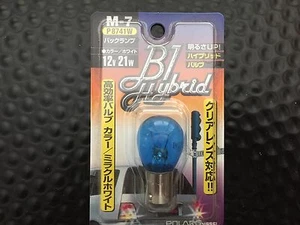 M-7
P8741W
バックランプ
●カラー/ホワイト
12V 21W
B1
Hybrid
明るさUP!
ハイブリッド
バルブ
高効率バルブ カラー/ミラクルホワイト
クリアレンズ対応!!
POLARG